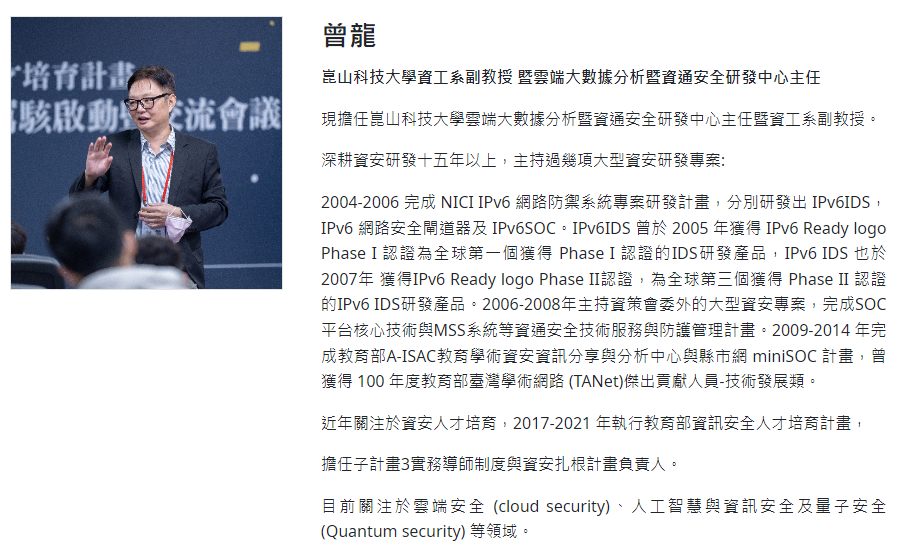 培育計畫
駭啟動暨交流會議
曾龍
崑山科技大學資工系副教授 暨雲端大數據分析暨資通安全研發中心主任
現擔任崑山科技大學雲端大數據分析暨資通安全研發中心主任暨資工系副教授。
深耕資安研發十五年以上，主持過幾項大型資安研發專案:
2004-2006 完成 NICI IPv6 網路防禦系統專案研發計畫，分別研發出 IPv6IDS，
IPv6 網路安全閘道器及 IPv6SOC。IPv6IDS 曾於 2005 年獲得 IPv6 Ready logo
Phase I 認證為全球第一個獲得 Phase I 認證的IDS研發產品，IPv6 IDS 也於
2007年 獲得IPv6 Ready logo Phase II認證，為全球第三個獲得 Phase II 認證
的IPv6 IDS研發產品。2006-2008年主持資策會委外的大型資安專案，完成SOC
平台核心技術與MSS系統等資通安全技術服務與防護管理計畫。2009-2014 年完
成教育部A-ISAC教育學術資安資訊分享與分析中心與縣市網 miniSOC 計畫，曾
獲得 100 年度教育部臺灣學術網路 (TANet)傑出貢獻人員-技術發展類。
近年關注於資安人才培育，2017-2021 年執行教育部資訊安全人才培育計畫，
擔任子計畫3實務導師制度與資安扎根計畫負責人。
目前關注於雲端安全 (cloud security)、人工智慧與資訊安全及量子安全
(Quantum security) 等領域。